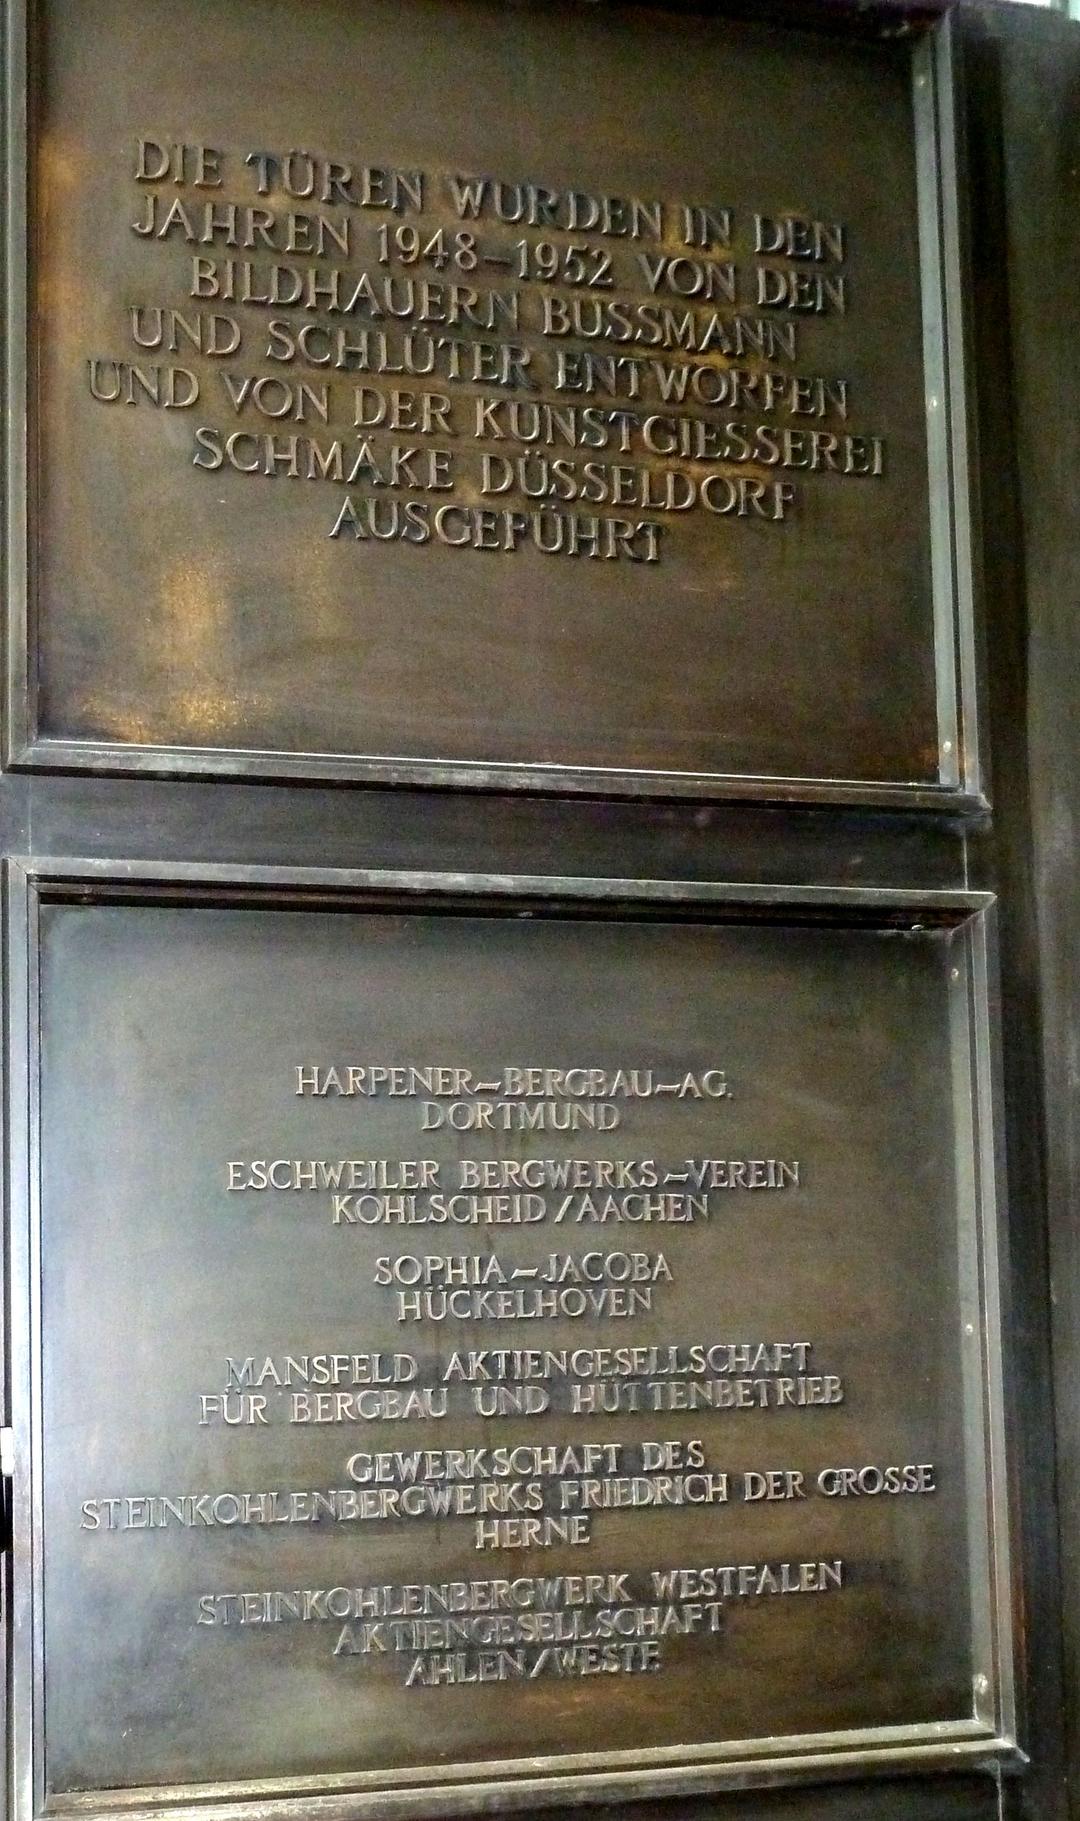 DIE TÜREN WURDEN IN DEN
JAHREN 1948-1952 VON DEN
BILDHAUERN BUSSMANN
UND SCHLÜTER ENTWORFEN
UND VON DER KUNSTGIESSEREI
SCHMÄKE DÜSSELDORF
AUSGEFÜHRT
HARPENER-BERGBAU-AG.
DORTMUND
ESCHWEILER BERGWERKS-VEREIN
KOHLSCHEID/AACHEN
SOPHIA-JACOBA
HÜCKELHOVEN
MANSFELD AKTIENGESELLSCHAFT
FÜR BERGBAU UND HÜTTENBETRIEB
GEWERKSCHAFT DES
STEINKOHLENBERGWERKS FRIEDRICH DER GROSSE
HERNE
STEINKOHLENBERGWERK WESTFALEN
AKTIENGESELLSCHAFT
AHLEN/WESTF.